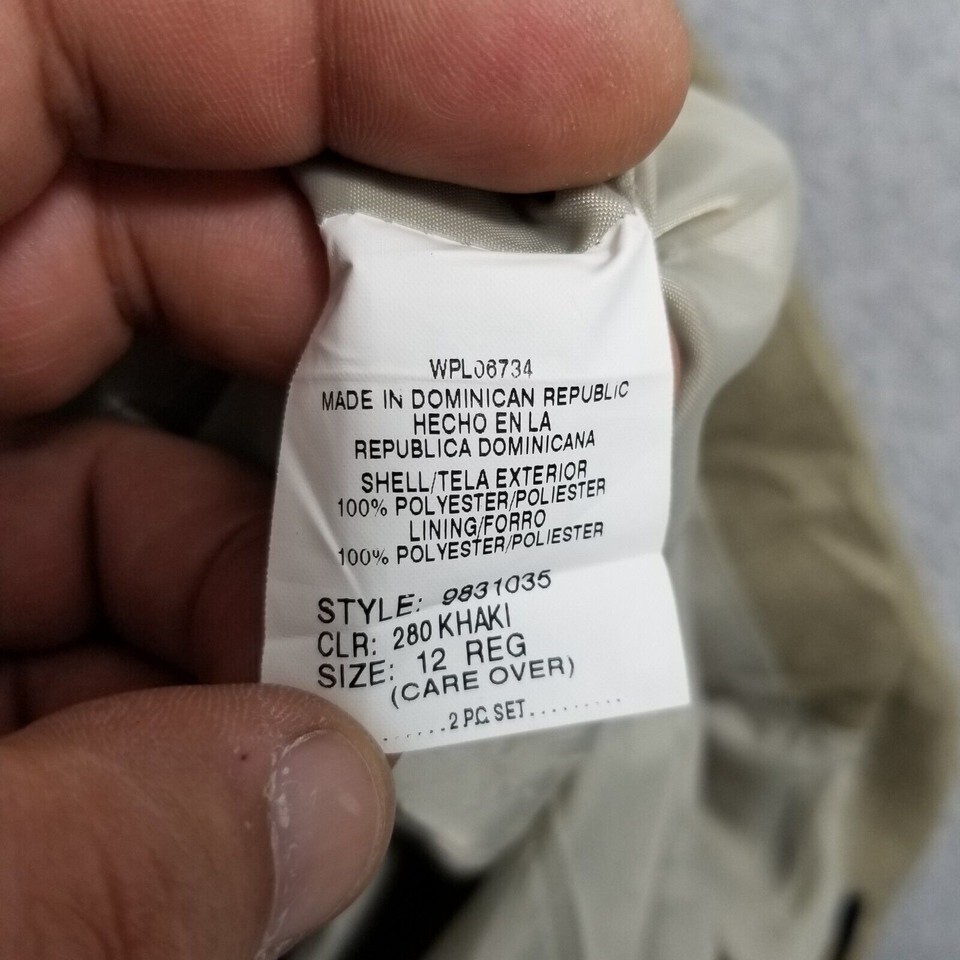 WPL06734
MADE IN DOMINICAN REPUBLIC
HECHO EN LA
REPUBLICA DOMINICANA
SHELL/TELA EXTERIOR
100% POLYESTER/POLIESTER
LINING/FORRO
100% POLYESTER/POLIESTER
STYLE: 9831035
CLR: 280 KHAKI
SIZE: 12 REG
(CARE OVER)
.......2 PC. SET.........